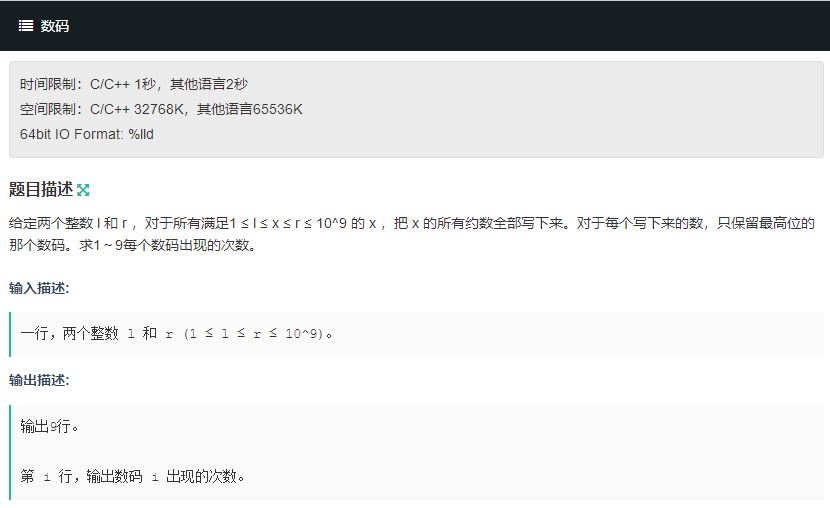 数码
时间限制：C/C++ 1秒，其他语言2秒
空间限制：C/C++ 32768K，其他语言65536K
64bit IO Format: %lld
题目描述
给定两个整数 l 和 r ，对于所有满足1 ≤ l ≤ x ≤ r ≤ 10^9 的 x ，把 x 的所有约数全部写下来。对于每个写下来的数，只保留最高位的
那个数码。求1～9每个数码出现的次数。
输入描述:
一行，两个整数 l 和 r (1 ≤ l ≤ r ≤ 10^9)。
输出描述:
输出9行。
第 i 行，输出数码 i 出现的次数。